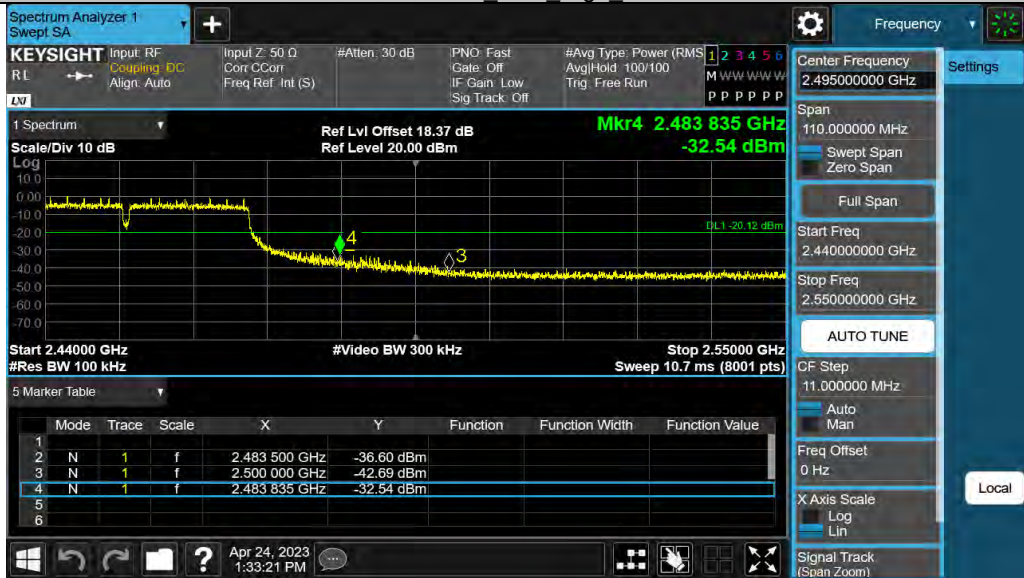 Spectrum Analyzer 1
Swept SA
+
Frequency
KEYSIGHT
RL
LXI
Input: RF
Coupling: DC
Align: Auto
Input Z: 50 Ω
Corr CCorr
Freq Ref: Int (S)
#Atten: 30 dB
PNO: Fast
Gate: Off
IF Gain: Low
Sig Track: Off
#Avg Type: Power (RMS
Avg|Hold: 100/100
Trig: Free Run
1 2 3 4 5 6
M W W W W W
P P P P P P
1 Spectrum
Scale/Div 10 dB
Ref Lvl Offset 18.37 dB
Ref Level 20.00 dBm
Mkr4 2.483 835 GHz
-32.54 dBm
Log
10.0
0.00
-10.0
-20.0
-30.0
-40.0
-50.0
-60.0
-70.0
DL1 -20.12 dBm
4
3
Start 2.44000 GHz
#Res BW 100 kHz
#Video BW 300 kHz
Stop 2.55000 GHz
Sweep 10.7 ms (8001 pts)
5 Marker Table
Mode Trace Scale X Y Function Function Width Function Value
1
2 N 1 f 2.483 500 GHz -36.60 dBm
3 N 1 f 2.500 000 GHz -42.69 dBm
4 N 1 f 2.483 835 GHz -32.54 dBm
5
6
?
Apr 24, 2023
1:33:21 PM
Center Frequency
2.495000000 GHz
Span
110.000000 MHz
Swept Span
Zero Span
Full Span
Start Freq
2.440000000 GHz
Stop Freq
2.550000000 GHz
AUTO TUNE
CF Step
11.000000 MHz
Auto
Man
Freq Offset
0 Hz
X Axis Scale
Log
Lin
Signal Track
(Span Zoom)
Settings
Local